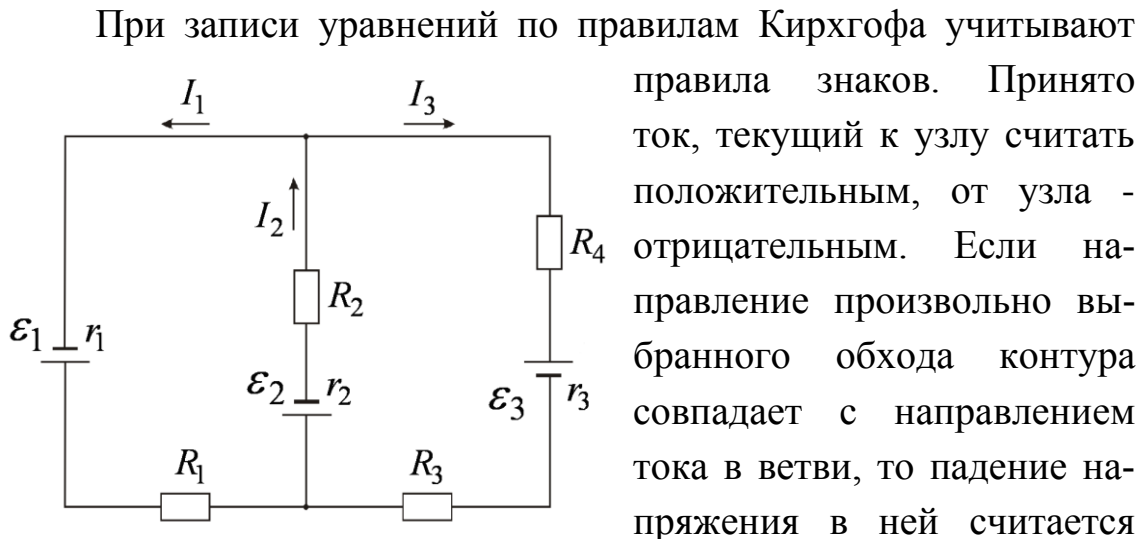 При записи уравнений по правилам Кирхгофа учитывают
правила знаков. Принято
ток, текущий к узлу считать
положительным, от узла -
отрицательным. Если на-
правление произвольно вы-
бранного обхода контура
совпадает с направлением
тока в ветви, то падение на-
пряжения в ней считается
I₁
I₃
I₂
R₄
R₂
ε₁ r₁
ε₂ r₂
ε₃ r₃
R₁
R₃